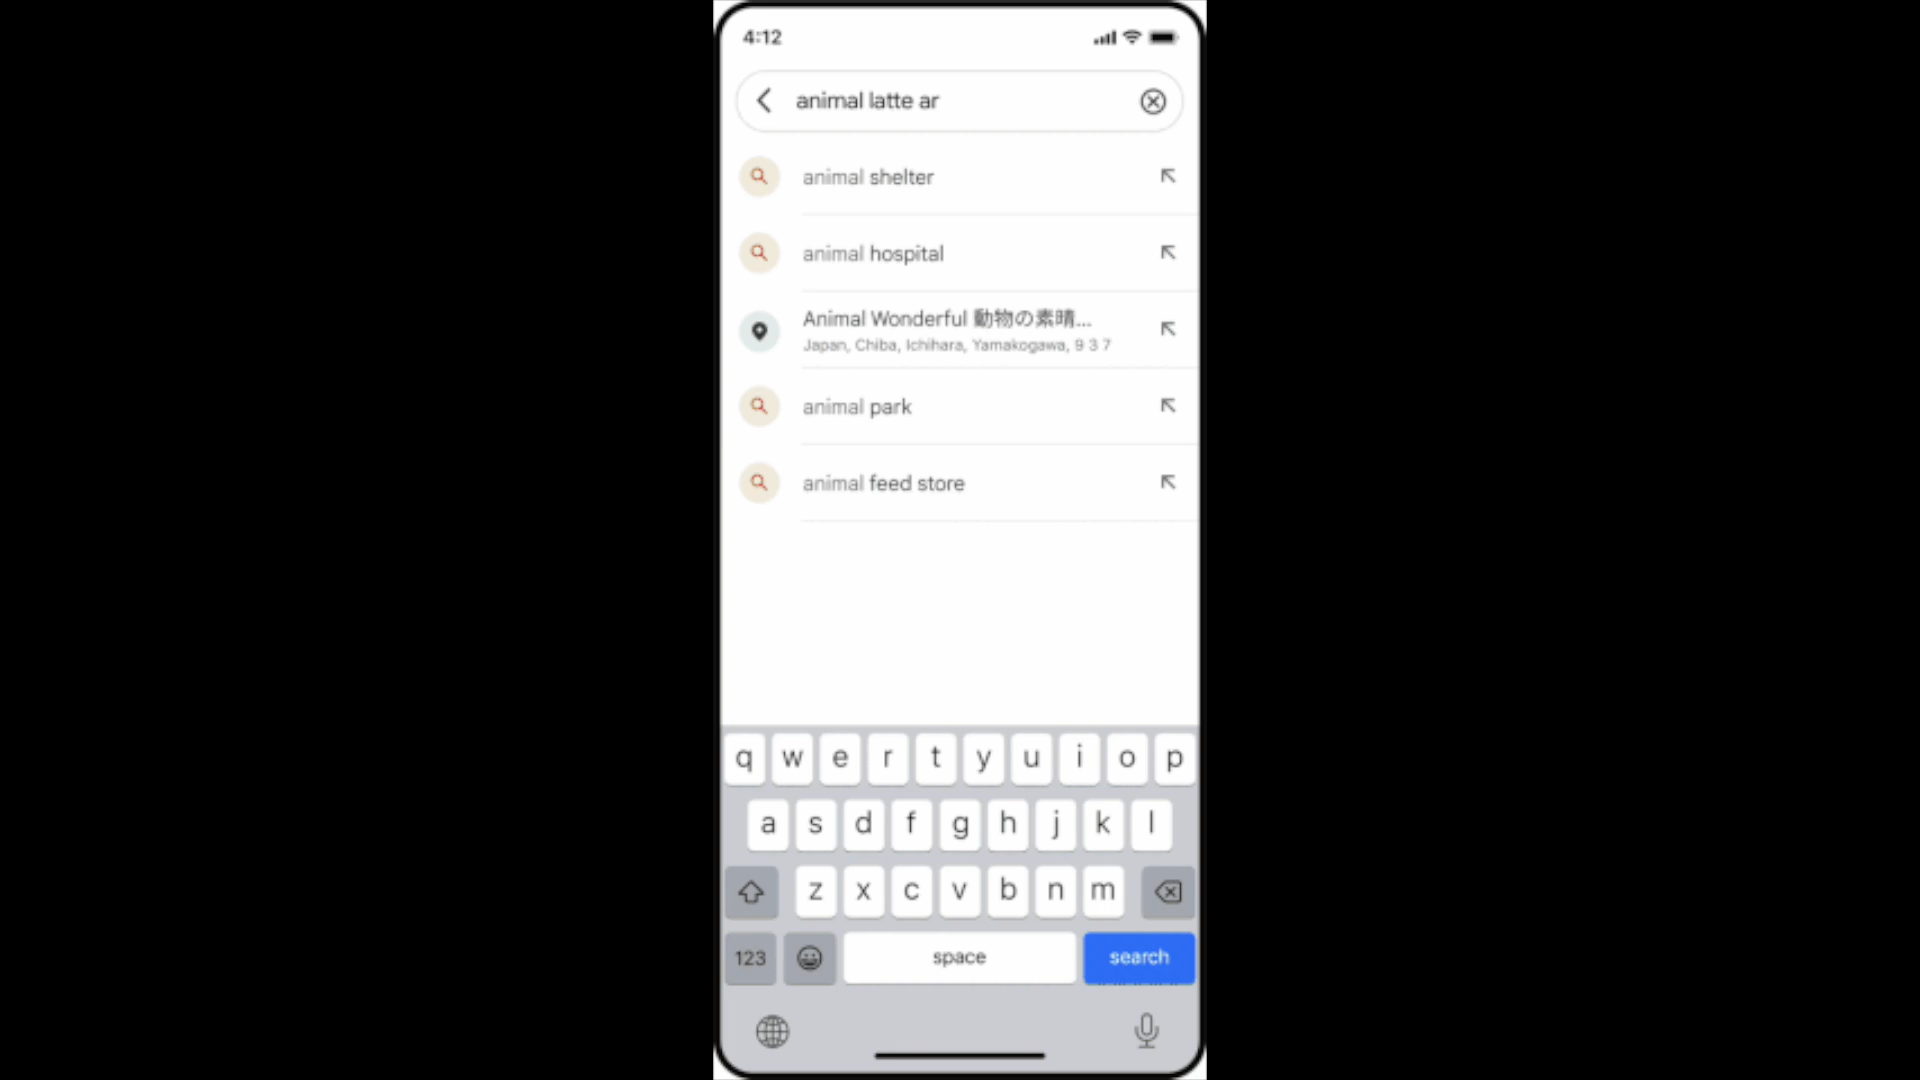 4:12
animal latte ar
animal shelter
animal hospital
Animal Wonderful 動物の素晴...
Japan, Chiba, Ichihara, Yamakogawa, 9 3 7
animal park
animal feed store
q w e r t y u i o p
a s d f g h j k l
z x c v b n m
123 space search